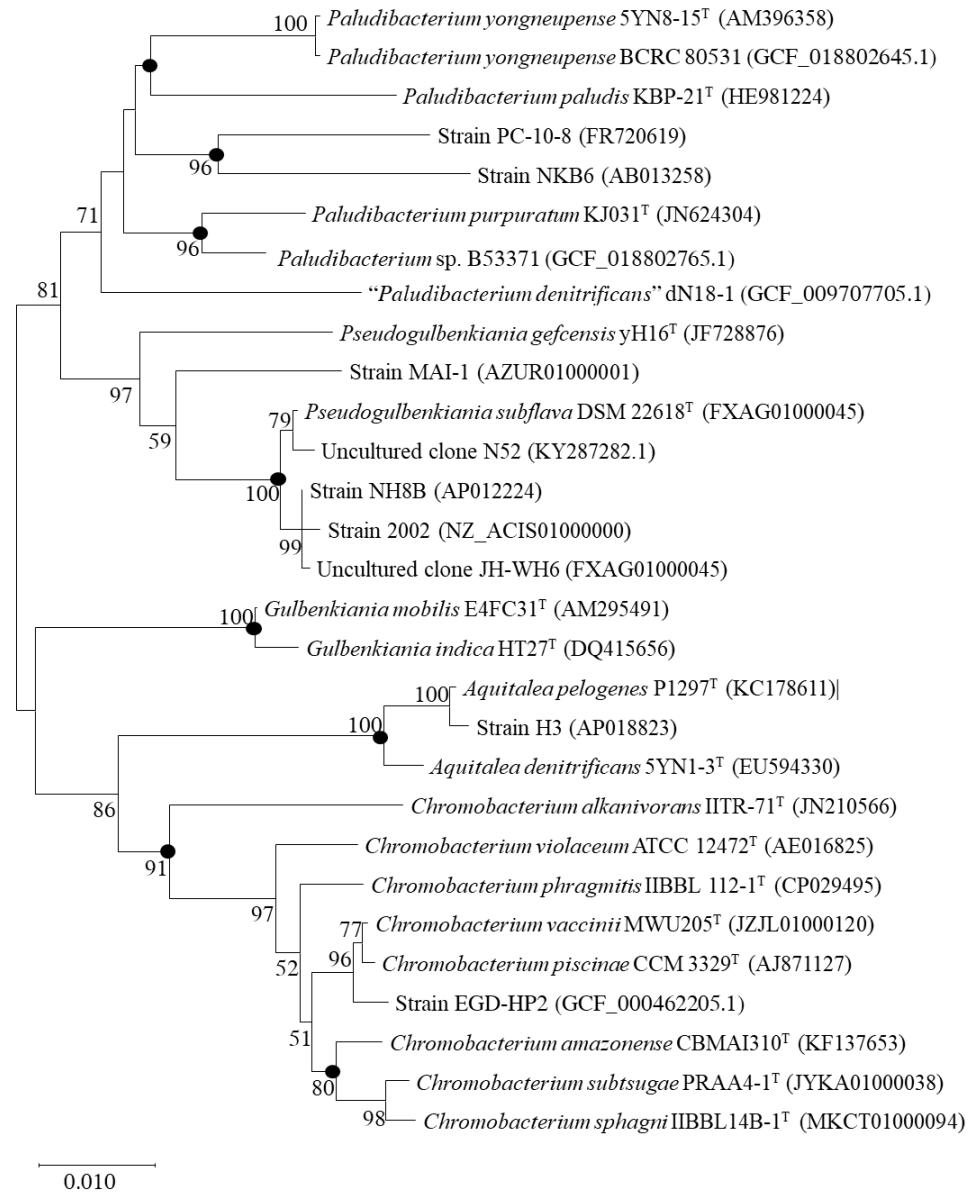 100
Paludibacterium yongneupense 5YN8-15ᵀ (AM396358)
Paludibacterium yongneupense BCRC 80531 (GCF_018802645.1)
Paludibacterium paludis KBP-21ᵀ (HE981224)
Strain PC-10-8 (FR720619)
96
Strain NKB6 (AB013258)
71
Paludibacterium purpuratum KJ031ᵀ (JN624304)
96
Paludibacterium sp. B53371 (GCF_018802765.1)
81
“Paludibacterium denitrificans” dN18-1 (GCF_009707705.1)
Pseudogulbenkiania gefcensis yH16ᵀ (JF728876)
97
Strain MAI-1 (AZUR01000001)
79
Pseudogulbenkiania subflava DSM 22618ᵀ (FXAG01000045)
59
Uncultured clone N52 (KY287282.1)
100
Strain NH8B (AP012224)
Strain 2002 (NZ_ACIS01000000)
99
Uncultured clone JH-WH6 (FXAG01000045)
100
Gulbenkiania mobilis E4FC31ᵀ (AM295491)
Gulbenkiania indica HT27ᵀ (DQ415656)
100
Aquitalea pelogenes P1297ᵀ (KC178611)|
100
Strain H3 (AP018823)
Aquitalea denitrificans 5YN1-3ᵀ (EU594330)
86
Chromobacterium alkanivorans IITR-71ᵀ (JN210566)
91
Chromobacterium violaceum ATCC 12472ᵀ (AE016825)
97
Chromobacterium phragmitis IIBBL 112-1ᵀ (CP029495)
77
Chromobacterium vaccinii MWU205ᵀ (JZJL01000120)
52
96
Chromobacterium piscinae CCM 3329ᵀ (AJ871127)
Strain EGD-HP2 (GCF_000462205.1)
51
Chromobacterium amazonense CBMAI310ᵀ (KF137653)
80
Chromobacterium subtsugae PRAA4-1ᵀ (JYKA01000038)
98
Chromobacterium sphagni IIBBL14B-1ᵀ (MKCT01000094)
0.010